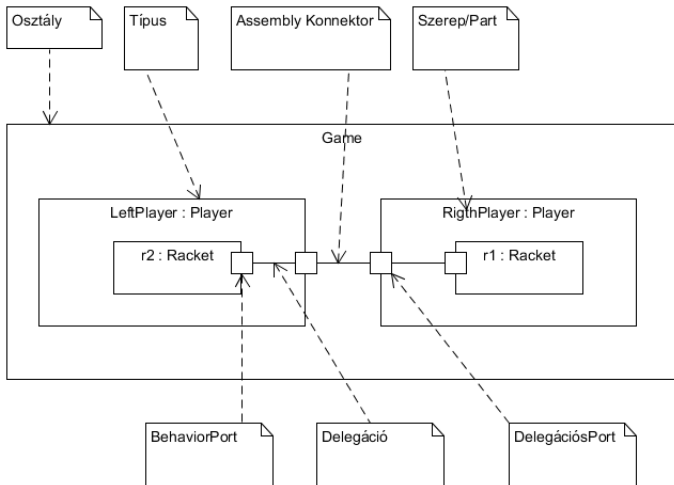 Osztály
Típus
Assembly Konnektor
Szerep/Part
Game
LeftPlayer : Player
RigthPlayer : Player
r2 : Racket
r1 : Racket
BehaviorPort
Delegáció
DelegációsPort